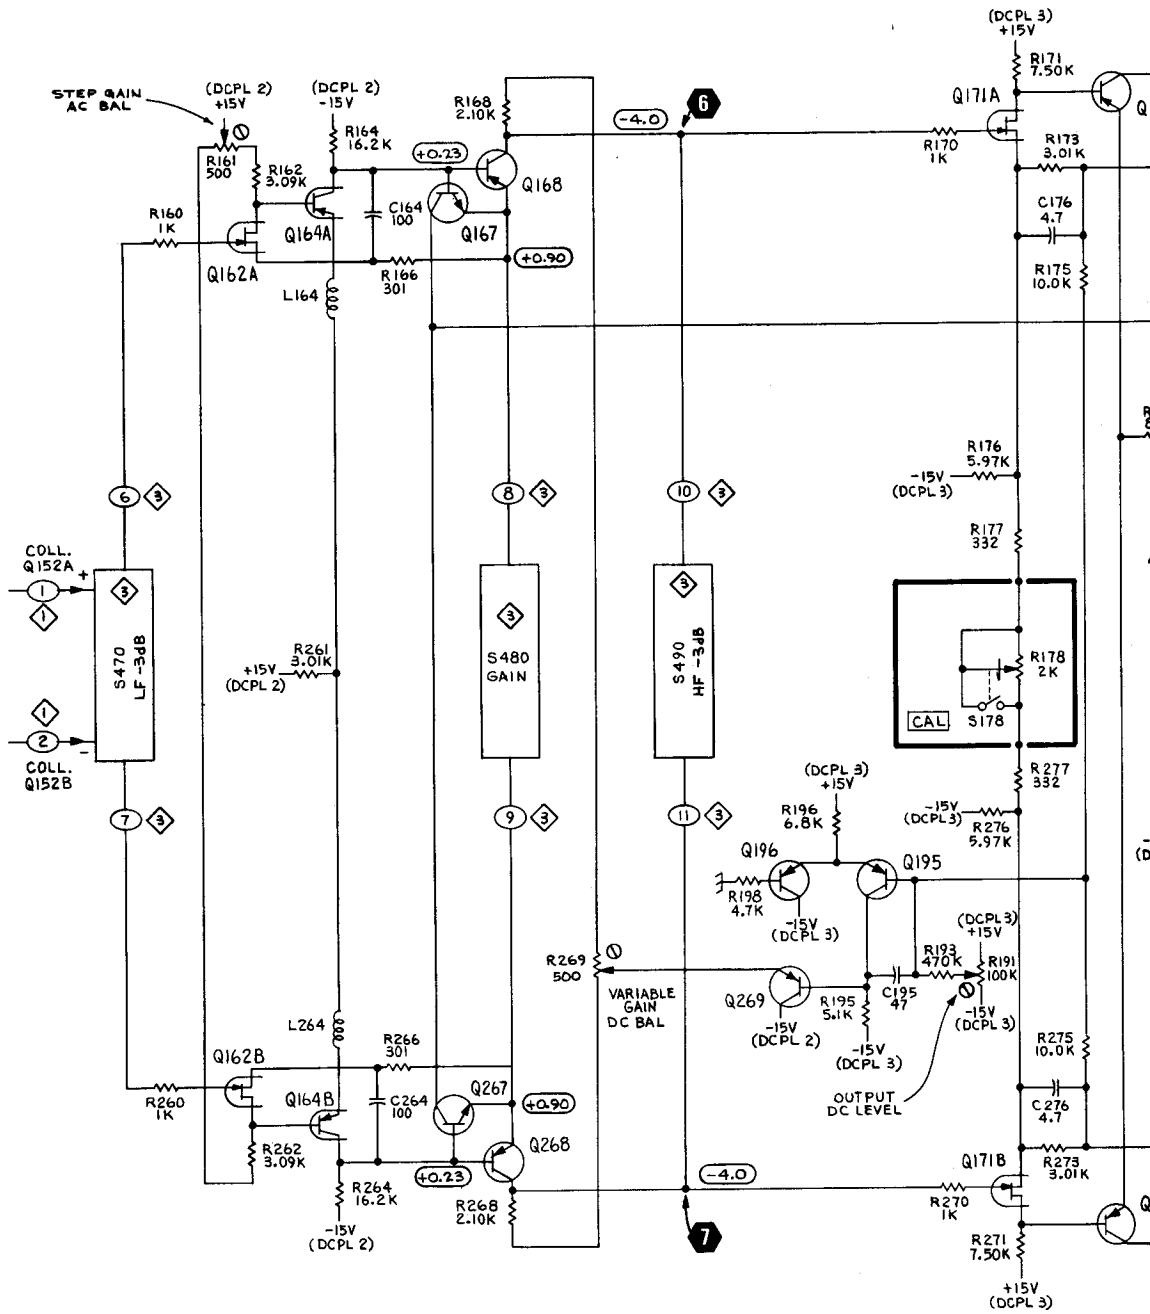 (DCPL 3)
+15V
R171
7.50K
Q171A
Q
STEP GAIN
AC BAL
(DCPL 2)
+15V
(DCPL 2)
-15V
R168
2.10K
6
-4.0
R164
16.2K
R161
500
R162
3.09K
+0.23
Q168
R170
1K
R173
3.01K
R160
1K
Q164A
C164
100
Q167
C176
4.7
Q162A
R166
301
+0.90
R175
10.0K
L164
R
8
R176
5.97K
-15V
(DCPL 3)
6
3
8
3
10
3
R177
332
COLL.
Q152A
1
+
1
3
S470
LF -3dB
3
S480
GAIN
3
S490
HF -3dB
R261
3.01K
+15V
(DCPL 2)
R178
2K
S178
CAL
1
2
-
COLL.
Q152B
7
3
9
3
11
3
R277
332
(DCPL 3)
+15V
-15V
(DCPL 3)
R276
5.97K
R196
6.8K
Q196
Q195
-
(D
R198
4.7K
-15V
(DCPL 3)
(DCPL 3)
+15V
R193
470K
R191
100K
R269
500
VARIABLE
GAIN
DC BAL
Q269
-15V
(DCPL 2)
R195
5.1K
C195
47
-15V
(DCPL 3)
-15V
(DCPL 3)
L264
R266
301
R275
10.0K
Q162B
Q267
OUTPUT
DC LEVEL
R260
1K
Q164B
C264
100
+0.90
C276
4.7
R262
3.09K
Q268
+0.23
-4.0
Q171B
R273
3.01K
R264
16.2K
R268
2.10K
R270
1K
-15V
(DCPL 2)
7
R271
7.50K
Q
+15V
(DCPL 3)